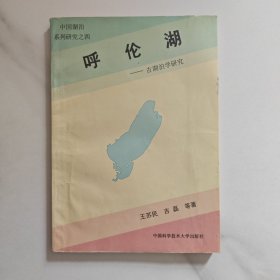 中国湖泊
系列研究之四
呼伦湖
——古湖泊学研究
王苏民 吉磊 等著
中国科学技术大学出版社